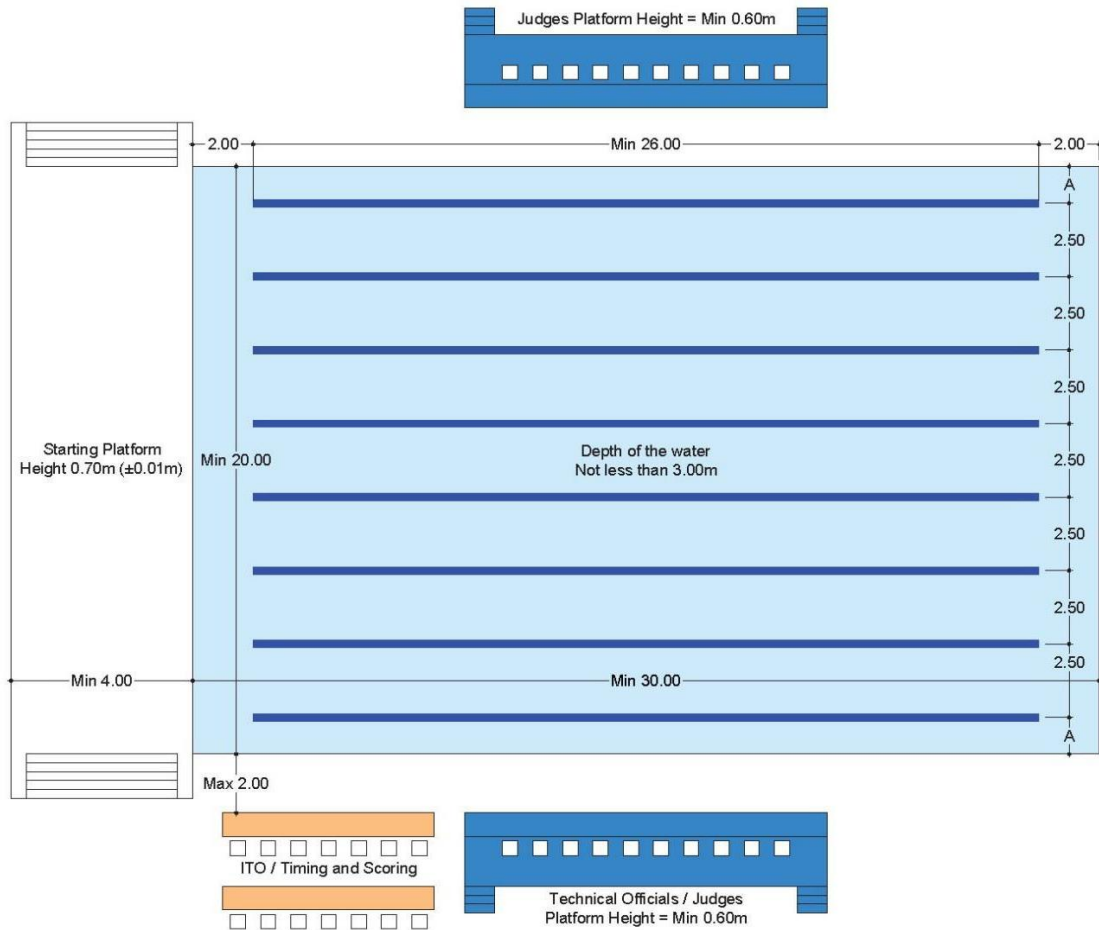 Judges Platform Height = Min 0.60m
2.00
Min 26.00
2.00
A
2.50
2.50
2.50
Starting Platform
Height 0.70m (±0.01m)
Min 20.00
Depth of the water
Not less than 3.00m
2.50
2.50
2.50
2.50
Min 4.00
Min 30.00
A
Max 2.00
ITO / Timing and Scoring
Technical Officials / Judges
Platform Height = Min 0.60m